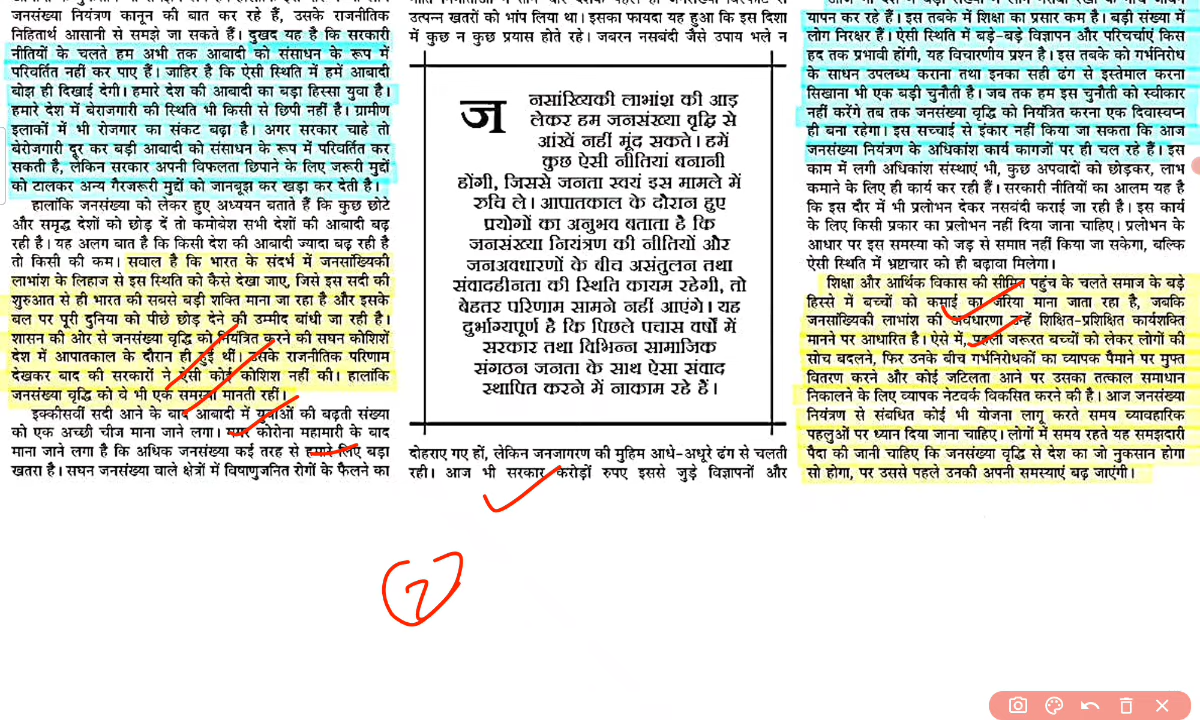 जनसंख्या नियंत्रण कानून की बात कर रहे हैं, उसके राजनीतिक
निहितार्थ आसानी से समझे जा सकते हैं। दुखद यह है कि सरकारी
नीतियों के चलते हम अभी तक आबादी को संसाधन के रूप में
परिवर्तित नहीं कर पाए हैं। जाहिर है कि ऐसी स्थिति में हमें आबादी
बोझ ही दिखाई देगी। हमारे देश की आबादी का बड़ा हिस्सा युवा है।
हमारे देश में बेराजगारी की स्थिति भी किसी से छिपी नहीं है। ग्रामीण
इलाकों में भी रोजगार का संकट बढ़ा है। अगर सरकार चाहे तो
बेरोजगारी दूर कर बड़ी आबादी को संसाधन के रूप में परिवर्तित कर
सकती है, लेकिन सरकार अपनी विफलता छिपाने के लिए जरूरी मुद्दों
को टालकर अन्य गैरजरूरी मुद्दों को जानबूझ कर खड़ा कर देती है।
हालांकि जनसंख्या को लेकर हुए अध्ययन बताते हैं कि कुछ छोटे
और समृद्ध देशों को छोड़ दें तो कमोबेश सभी देशों की आबादी बढ़
रही है। यह अलग बात है कि किसी देश की आबादी ज्यादा बढ़ रही है
तो किसी की कम। सवाल है कि भारत के संदर्भ में जनसांख्यिकी
लाभांश के लिहाज से इस स्थिति को कैसे देखा जाए, जिसे इस सदी की
शुरुआत से ही भारत की सबसे बड़ी शक्ति माना जा रहा है और इसके
बल पर पूरी दुनिया को पीछे छोड़ देने की उम्मीद बांधी जा रही है।
शासन की ओर से जनसंख्या वृद्धि को नियंत्रित करने की सघन कोशिशें
देश में आपातकाल के दौरान ही हुई थीं। उसके राजनीतिक परिणाम
देखकर बाद की सरकारों ने ऐसी कोई कोशिश नहीं की। हालांकि
जनसंख्या वृद्धि को वे भी एक समस्या मानती रहीं।
इक्कीसवीं सदी आने के बाद आबादी में युवाओं की बढ़ती संख्या
को एक अच्छी चीज माना जाने लगा। मगर कोरोना महामारी के बाद
माना जाने लगा है कि अधिक जनसंख्या कई तरह से हमारे लिए बड़ा
खतरा है। सघन जनसंख्या वाले क्षेत्रों में विषाणुजनित रोगों के फैलने का
उत्पन्न खतरों को भांप लिया था। इसका फायदा यह हुआ कि इस दिशा
में कुछ न कुछ प्रयास होते रहे। जबरन नसबंदी जैसे उपाय भले न
जनसांख्यिकी लाभांश की आड़
लेकर हम जनसंख्या वृद्धि से
आंखें नहीं मूंद सकते। हमें
कुछ ऐसी नीतियां बनानी
होंगी, जिससे जनता स्वयं इस मामले में
रुचि ले। आपातकाल के दौरान हुए
प्रयोगों का अनुभव बताता है कि
जनसंख्या नियंत्रण की नीतियों और
जनअवधारणों के बीच असंतुलन तथा
संवादहीनता की स्थिति कायम रहेगी, तो
बेहतर परिणाम सामने नहीं आएंगे। यह
दुर्भाग्यपूर्ण है कि पिछले पचास वर्षों में
सरकार तथा विभिन्न सामाजिक
संगठन जनता के साथ ऐसा संवाद
स्थापित करने में नाकाम रहे हैं।
दोहराए गए हों, लेकिन जनजागरण की मुहिम आधे-अधूरे ढंग से चलती
रही। आज भी सरकार करोड़ों रुपए इससे जुड़े विज्ञापनों और
यापन कर रहे हैं। इस तबके में शिक्षा का प्रसार कम है। बड़ी संख्या में
लोग निरक्षर हैं। ऐसी स्थिति में बड़े-बड़े विज्ञापन और परिचर्चाएं किस
हद तक प्रभावी होंगी, यह विचारणीय प्रश्न है। इस तबके को गर्भनिरोध
के साधन उपलब्ध कराना तथा इनका सही ढंग से इस्तेमाल करना
सिखाना भी एक बड़ी चुनौती है। जब तक हम इस चुनौती को स्वीकार
नहीं करेंगे तब तक जनसंख्या वृद्धि को नियंत्रित करना एक दिवास्वप्न
ही बना रहेगा। इस सच्चाई से इंकार नहीं किया जा सकता कि आज
जनसंख्या नियंत्रण के अधिकांश कार्य कागजों पर ही चल रहे हैं। इस
काम में लगी अधिकांश संस्थाएं भी, कुछ अपवादों को छोड़कर, लाभ
कमाने के लिए ही कार्य कर रही हैं। सरकारी नीतियों का आलम यह है
कि इस दौर में भी प्रलोभन देकर नसबंदी कराई जा रही है। इस कार्य
के लिए किसी प्रकार का प्रलोभन नहीं दिया जाना चाहिए। प्रलोभन के
आधार पर इस समस्या को जड़ से समाप्त नहीं किया जा सकेगा, बल्कि
ऐसी स्थिति में भ्रष्टाचार को ही बढ़ावा मिलेगा।
शिक्षा और आर्थिक विकास की सीमित पहुंच के चलते समाज के बड़े
हिस्से में बच्चों को कमाई का जरिया माना जाता रहा है, जबकि
जनसांख्यिकी लाभांश की अवधारणा उन्हें शिक्षित-प्रशिक्षित कार्यशक्ति
मानने पर आधारित है। ऐसे में, पहली जरूरत बच्चों को लेकर लोगों की
सोच बदलने, फिर उनके बीच गर्भनिरोधकों का व्यापक पैमाने पर मुफ्त
वितरण करने और कोई जटिलता आने पर उसका तत्काल समाधान
निकालने के लिए व्यापक नेटवर्क विकसित करने की है। आज जनसंख्या
नियंत्रण से संबंधित कोई भी योजना लागू करते समय व्यावहारिक
पहलुओं पर ध्यान दिया जाना चाहिए। लोगों में समय रहते यह समझदारी
पैदा की जानी चाहिए कि जनसंख्या वृद्धि से देश का जो नुकसान होगा
सो होगा, पर उससे पहले उनकी अपनी समस्याएं बढ़ जाएंगी।